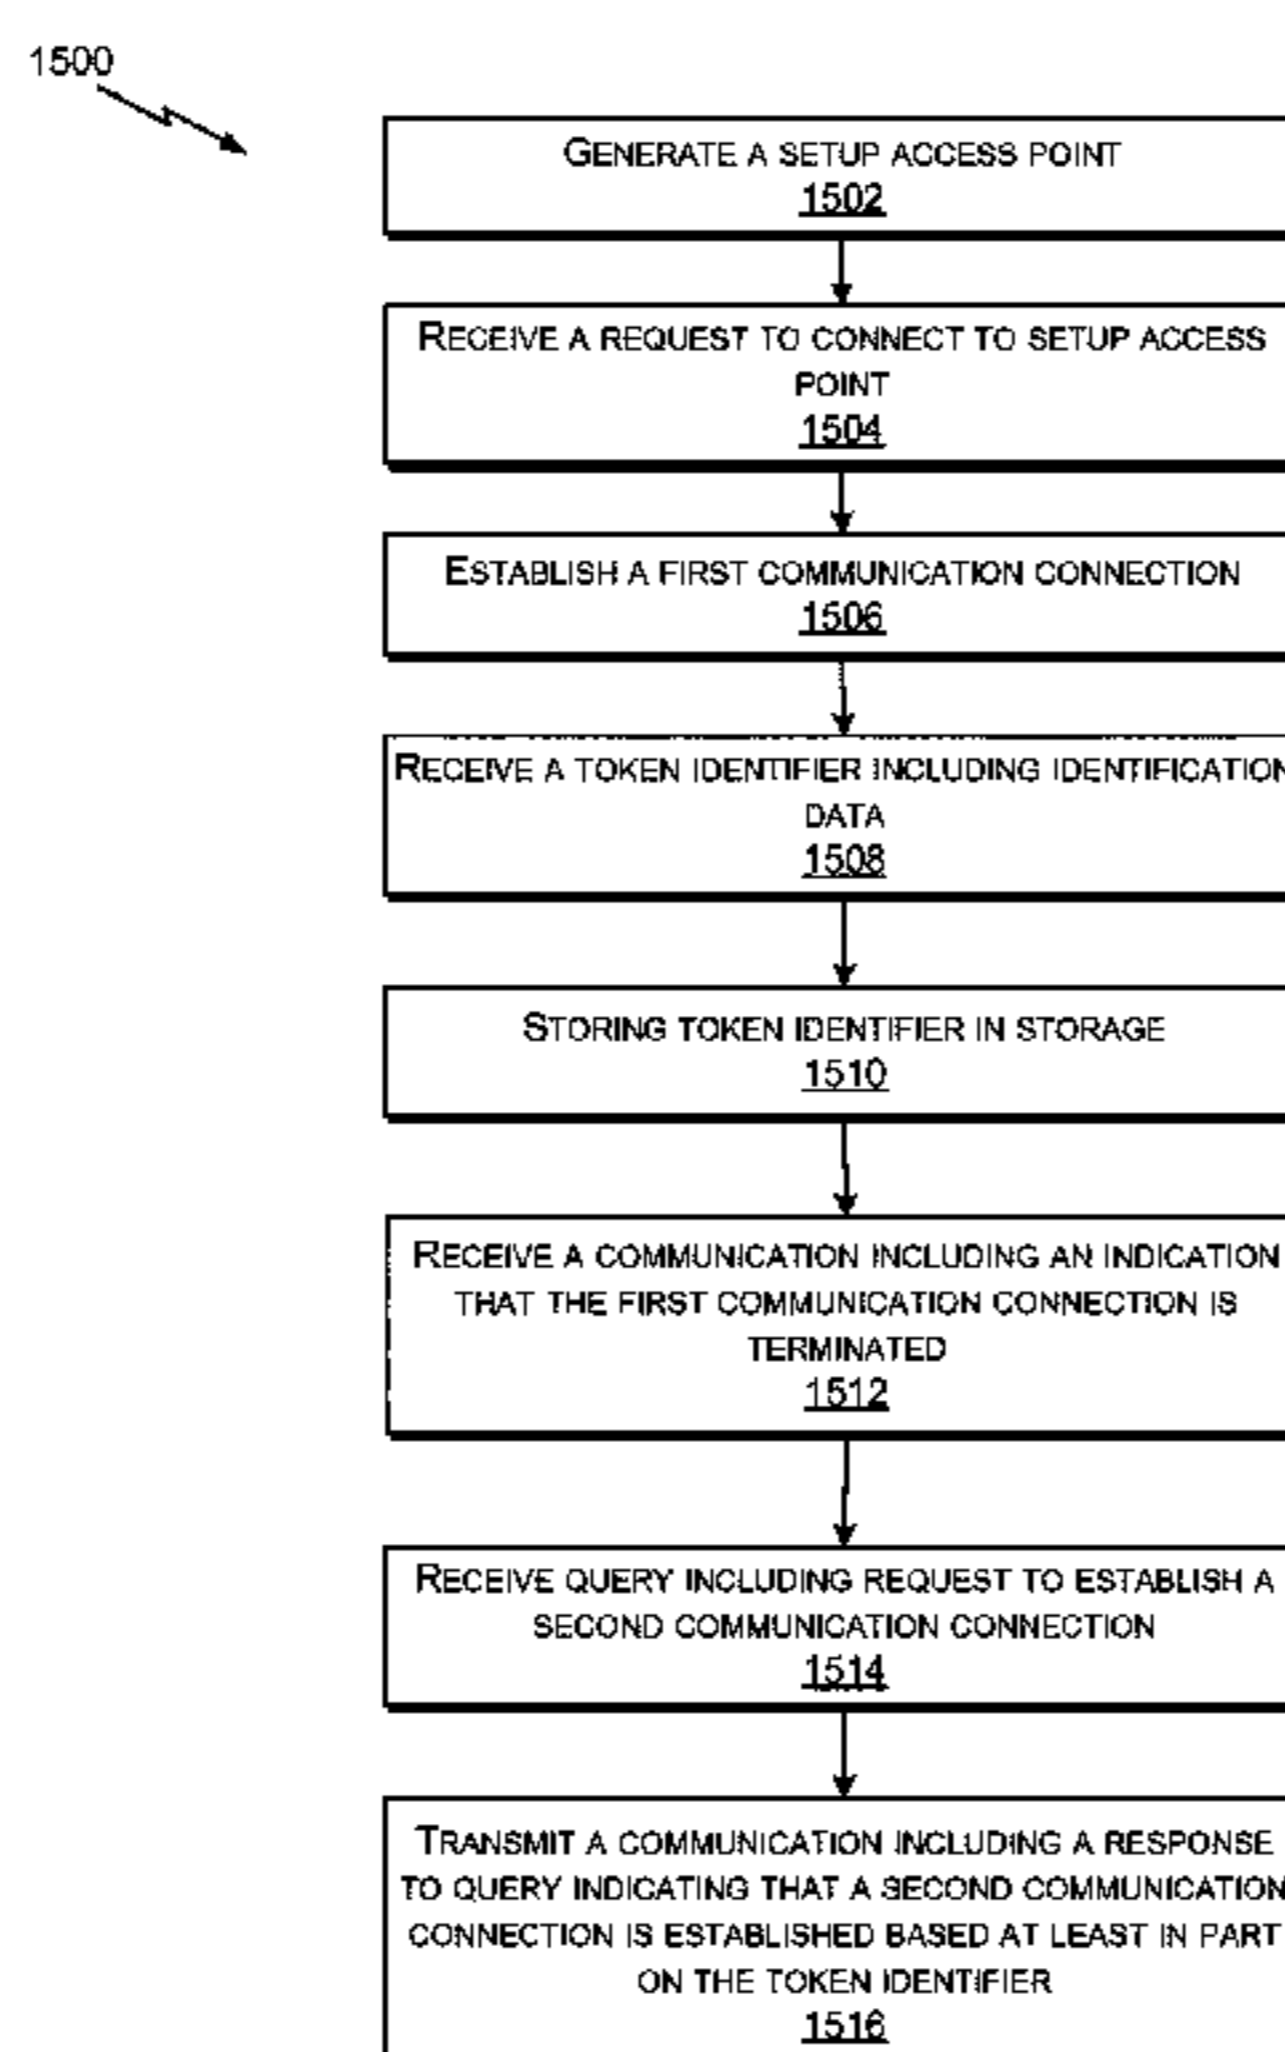 1500
GENERATE A SETUP ACCESS POINT
1502
RECEIVE A REQUEST TO CONNECT TO SETUP ACCESS
POINT
1504
ESTABLISH A FIRST COMMUNICATION CONNECTION
1506
RECEIVE A TOKEN IDENTIFIER INCLUDING IDENTIFICATION
DATA
1508
STORING TOKEN IDENTIFIER IN STORAGE
1510
RECEIVE A COMMUNICATION INCLUDING AN INDICATION
THAT THE FIRST COMMUNICATION CONNECTION IS
TERMINATED
1512
RECEIVE QUERY INCLUDING REQUEST TO ESTABLISH A
SECOND COMMUNICATION CONNECTION
1514
TRANSMIT A COMMUNICATION INCLUDING A RESPONSE
TO QUERY INDICATING THAT A SECOND COMMUNICATION
CONNECTION IS ESTABLISHED BASED AT LEAST IN PART
ON THE TOKEN IDENTIFIER
1516